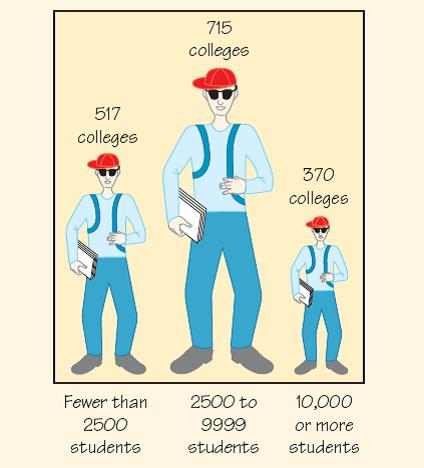 715
colleges
517
colleges
370
colleges
Fewer than
2500
students
2500 to
9999
students
10,000
or more
students